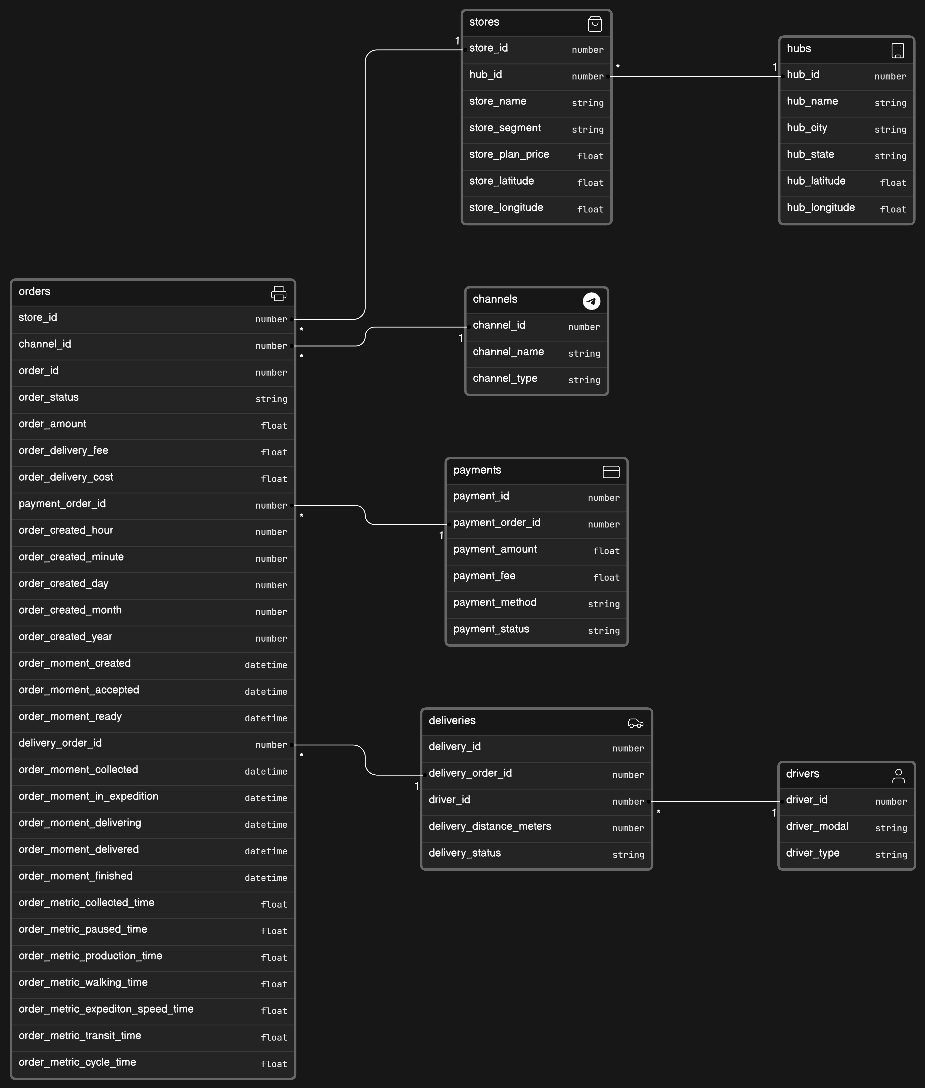 stores
store_id number
hub_id number
store_name string
store_segment string
store_plan_price float
store_latitude float
store_longitude float
1
*
1
hubs
hub_id number
hub_name string
hub_city string
hub_state string
hub_latitude float
hub_longitude float
orders
store_id number
channel_id number
order_id number
order_status string
order_amount float
order_delivery_fee float
order_delivery_cost float
payment_order_id number
order_created_hour number
order_created_minute number
order_created_day number
order_created_month number
order_created_year number
order_moment_created datetime
order_moment_accepted datetime
order_moment_ready datetime
delivery_order_id number
order_moment_collected datetime
order_moment_in_expedition datetime
order_moment_delivering datetime
order_moment_delivered datetime
order_moment_finished datetime
order_metric_collected_time float
order_metric_paused_time float
order_metric_production_time float
order_metric_walking_time float
order_metric_expediton_speed_time float
order_metric_transit_time float
order_metric_cycle_time float
*
*
*
*
channels
channel_id number
channel_name string
channel_type string
1
payments
payment_id number
payment_order_id number
payment_amount float
payment_fee float
payment_method string
payment_status string
1
deliveries
delivery_id number
delivery_order_id number
driver_id number
delivery_distance_meters number
delivery_status string
1
*
1
drivers
driver_id number
driver_modal string
driver_type string